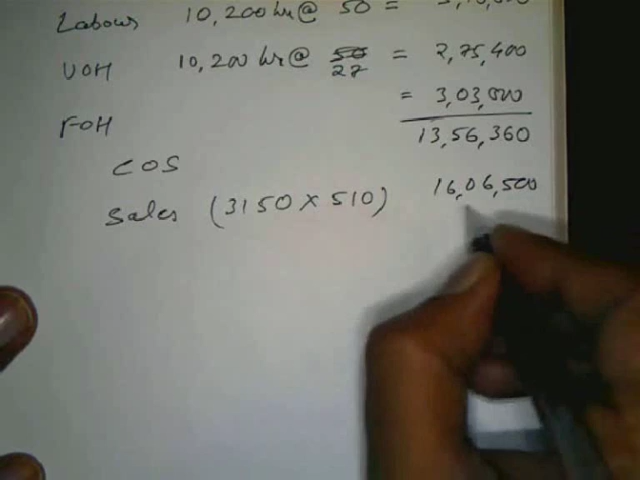 Labour 10,200 hr @ 50 =
VOH 10,200 hr @ 50 27 = 2,75,400
FOH = 3,03,000
13,56,360
COS
Sales (3150 x 510) 16,06,500